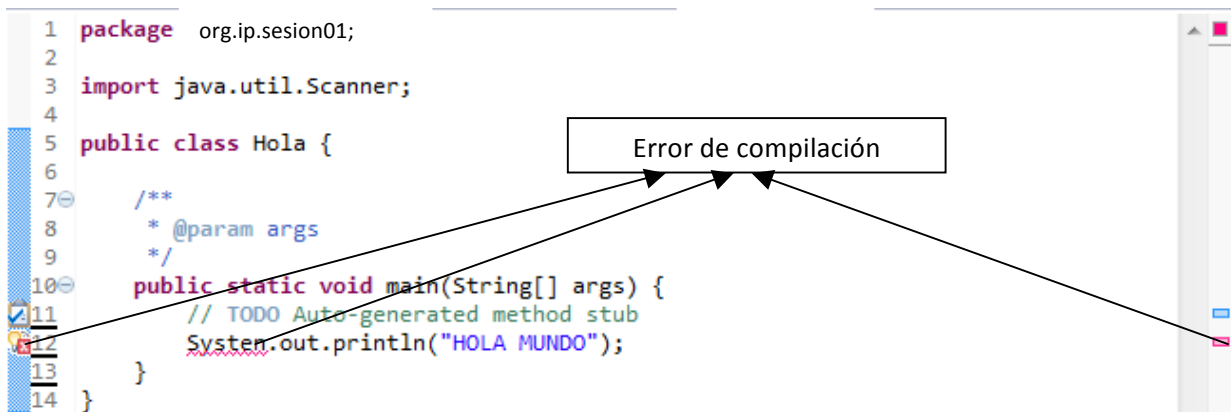 1 package org.ip.sesion01;
2
3 import java.util.Scanner;
4
5 public class Hola {
Error de compilación
6
7 /**
8 * @param args
9 */
10 public static void main(String[] args) {
11 // TODO Auto-generated method stub
12 Systen.out.println("HOLA MUNDO");
13 }
14 }